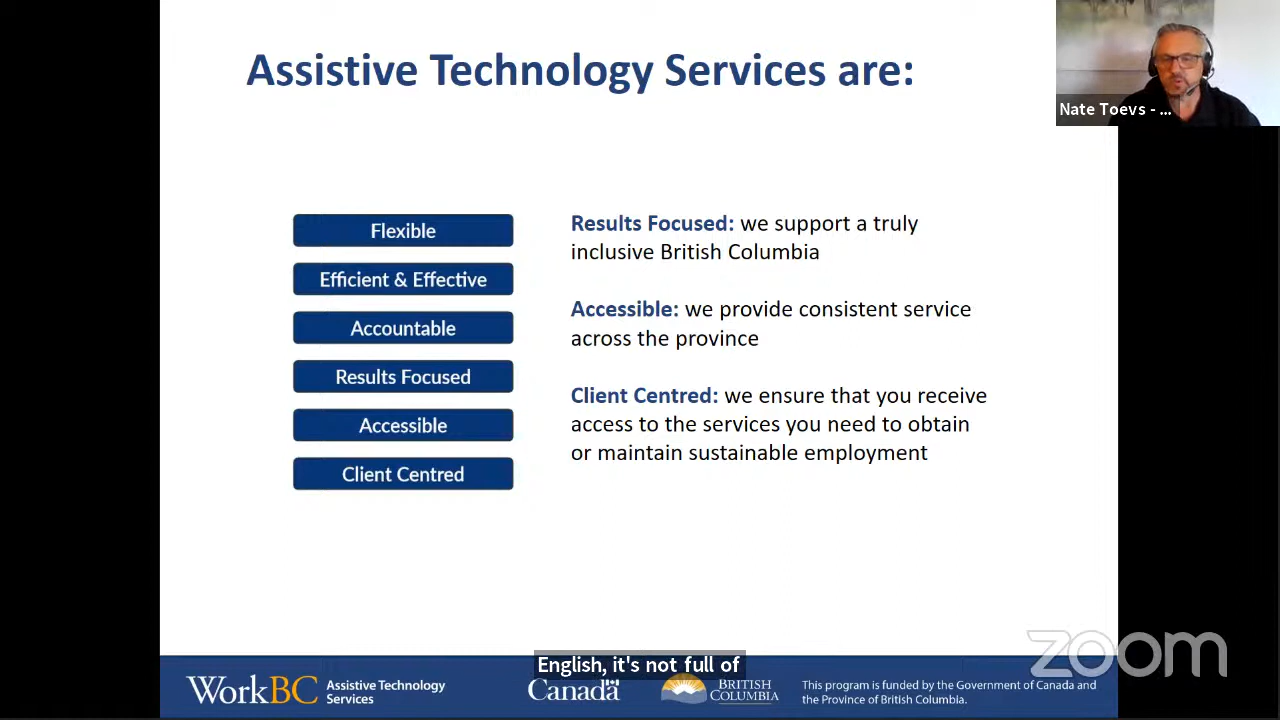 Assistive Technology Services are:
Nate Toevs - ...
Flexible
Efficient & Effective
Accountable
Results Focused
Accessible
Client Centred
Results Focused: we support a truly
inclusive British Columbia
Accessible: we provide consistent service
across the province
Client Centred: we ensure that you receive
access to the services you need to obtain
or maintain sustainable employment
zoom
English, it's not full of
WorkBC
Assistive Technology
Services
Canada
BRITISH
COLUMBIA
This program is funded by the Government of Canada and
the Province of British Columbia.